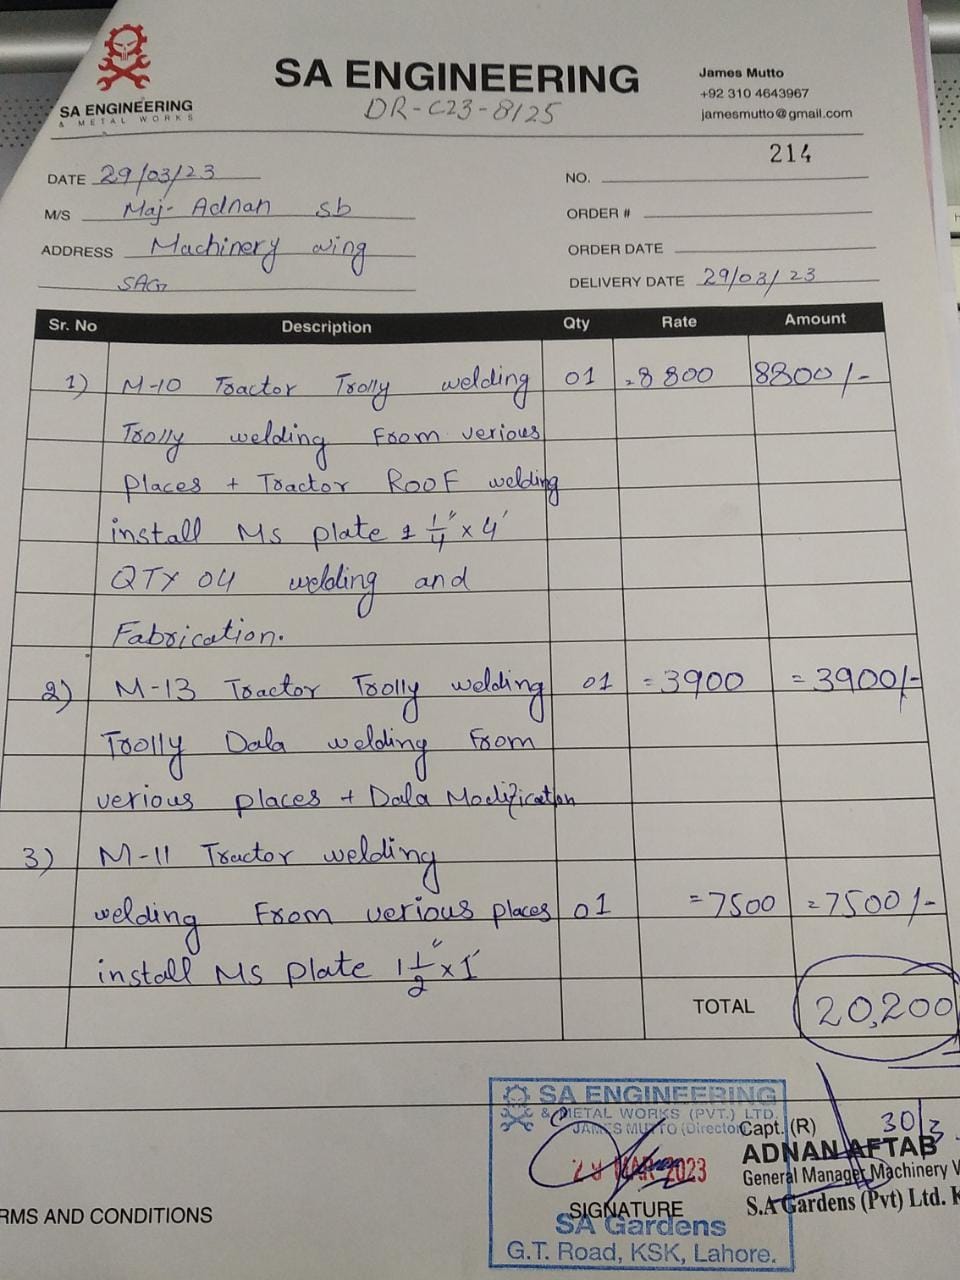 SA ENGINEERING
& METAL WORKS
SA ENGINEERING
DR-C23-8125
James Mutto
+92 310 4643967
jamesmutto@gmail.com
214
DATE 29/03/23
NO.
M/S Maj- Adnan sb
ORDER #
ADDRESS Machinery wing
ORDER DATE
SAG
DELIVERY DATE 29/03/23
Sr. No Description Qty Rate Amount
1) M-10 Tractor Trolly welding 01 =8800 8800/-
Trolly welding From verious
places + Tractor ROOF welding
install Ms plate 1 1/4" x 4'
QTY 04 welding and
Fabrication.
2) M-13 Tractor Trolly welding 01 =3900 =3900/-
Trolly Dala welding From
verious places + Dala Modification
3) M-11 Tractor welding
welding From verious places 01 =7500 =7500/-
install Ms plate 1 1/2" x 1'
TOTAL 20,200
SA ENGINEERING
& METAL WORKS (PVT.) LTD.
JAMES MUTTO (Director)
MAR 2023
SIGNATURE
SA Gardens
G.T. Road, KSK, Lahore.
30/3
Capt. (R)
ADNAN AFTAB
General Manager Machinery W
S.A Gardens (Pvt) Ltd. K
RMS AND CONDITIONS